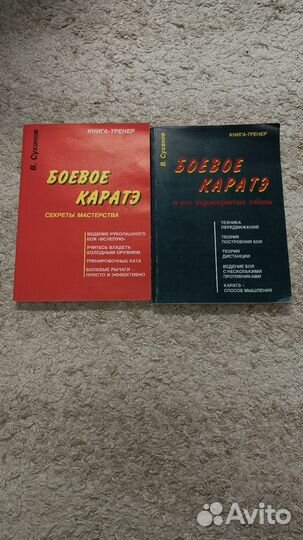 В. Суханов
КНИГА-ТРЕНЕР
БОЕВОЕ
КАРАТЭ
СЕКРЕТЫ МАСТЕРСТВА
ВЕДЕНИЕ РУКОПАШНОГО
БОЯ «ВСЛЕПУЮ»
УЧИТЕСЬ ВЛАДЕТЬ
ХОЛОДНЫМ ОРУЖИЕМ
ТРЕНИРОВОЧНЫЕ КАТА
БОЛЕВЫЕ РЫЧАГИ –
ПРОСТО И ЭФФЕКТИВНО
В. Суханов
КНИГА-ТРЕНЕР
БОЕВОЕ
КАРАТЭ
и его нераскрытые тайны
ТЕХНИКА
ПЕРЕДВИЖЕНИЙ
ТЕОРИЯ
ПОСТРОЕНИЯ БОЯ
ТЕОРИЯ
ДИСТАНЦИИ
ВЕДЕНИЕ БОЯ
С НЕСКОЛЬКИМИ
ПРОТИВНИКАМИ
КАРАТЭ –
СПОСОБ МЫШЛЕНИЯ
Avito